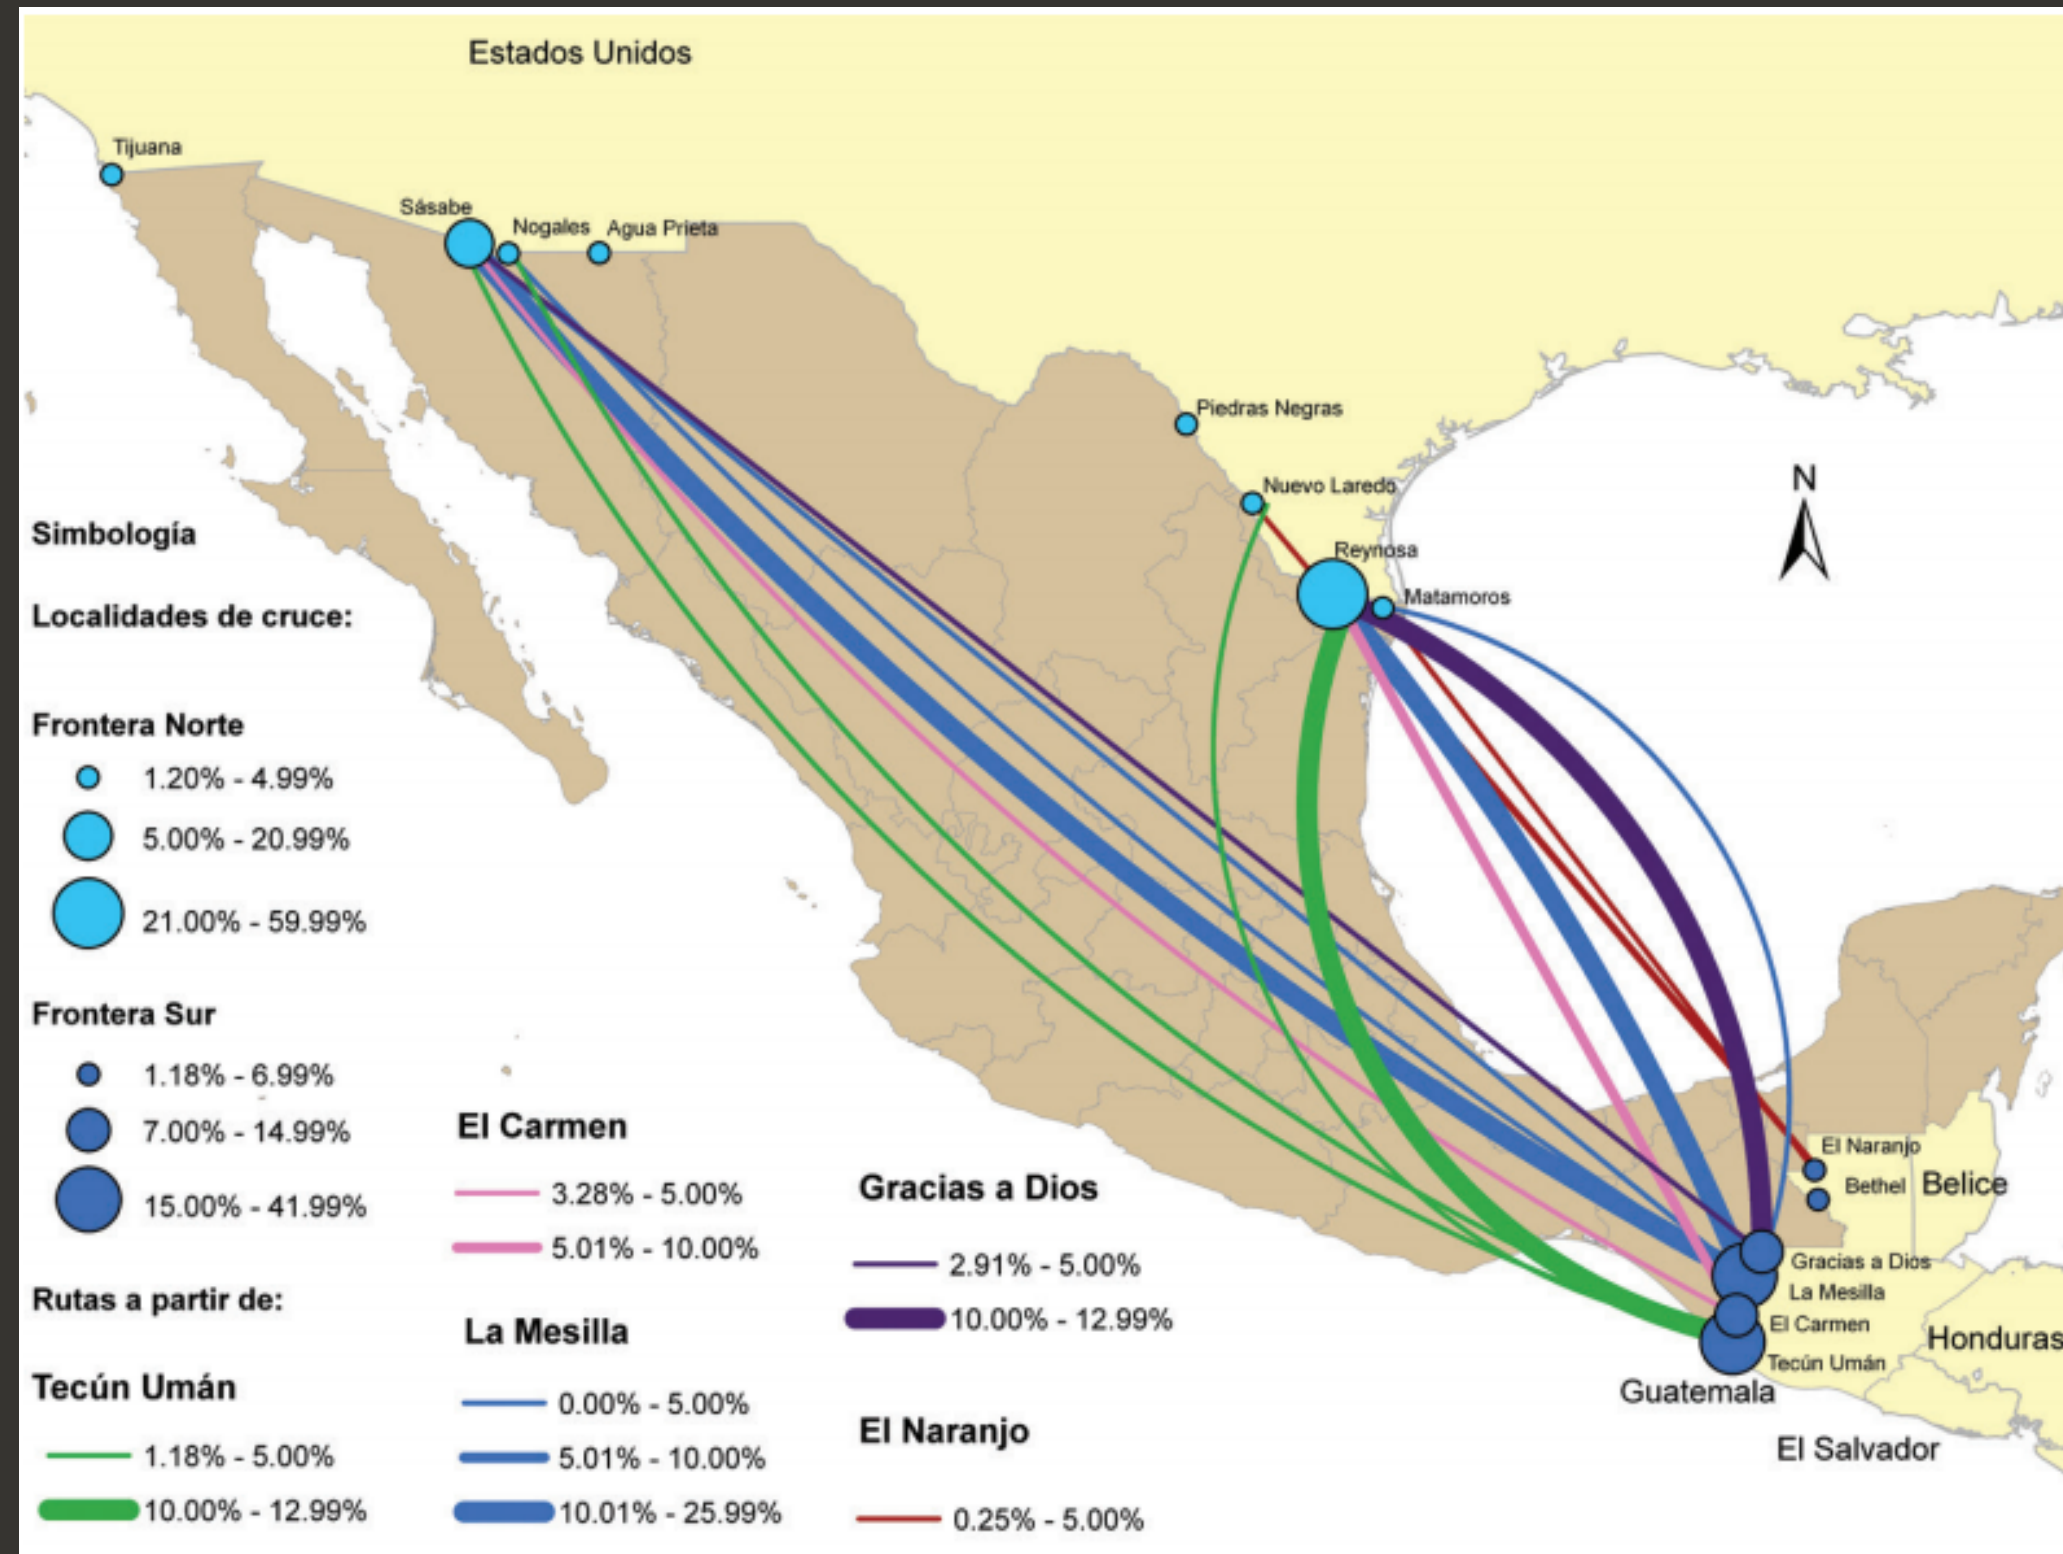 Estados Unidos
Tijuana
Sásabe
Nogales
Agua Prieta
Piedras Negras
Nuevo Laredo
Reynosa
Matamoros
N
El Naranjo
Bethel
Belice
Gracias a Dios
La Mesilla
El Carmen
Tecún Umán
Honduras
Guatemala
El Salvador
Simbología
Localidades de cruce:
Frontera Norte
1.20% - 4.99%
5.00% - 20.99%
21.00% - 59.99%
Frontera Sur
1.18% - 6.99%
7.00% - 14.99%
15.00% - 41.99%
Rutas a partir de:
Tecún Umán
1.18% - 5.00%
10.00% - 12.99%
El Carmen
3.28% - 5.00%
5.01% - 10.00%
La Mesilla
0.00% - 5.00%
5.01% - 10.00%
10.01% - 25.99%
Gracias a Dios
2.91% - 5.00%
10.00% - 12.99%
El Naranjo
0.25% - 5.00%